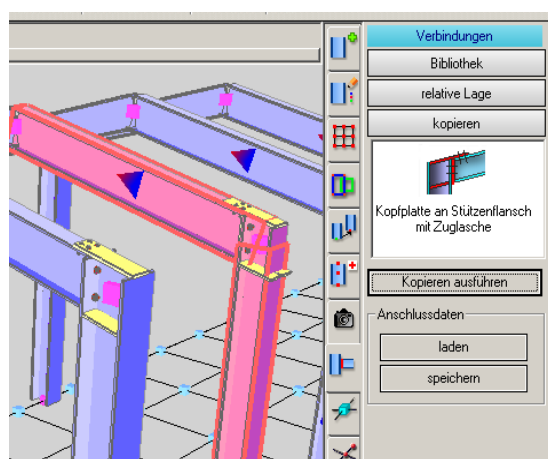 Verbindungen
Bibliothek
relative Lage
kopieren
Kopfplatte an Stützenflansch
mit Zuglasche
Kopieren ausführen
Anschlussdaten
laden
speichern